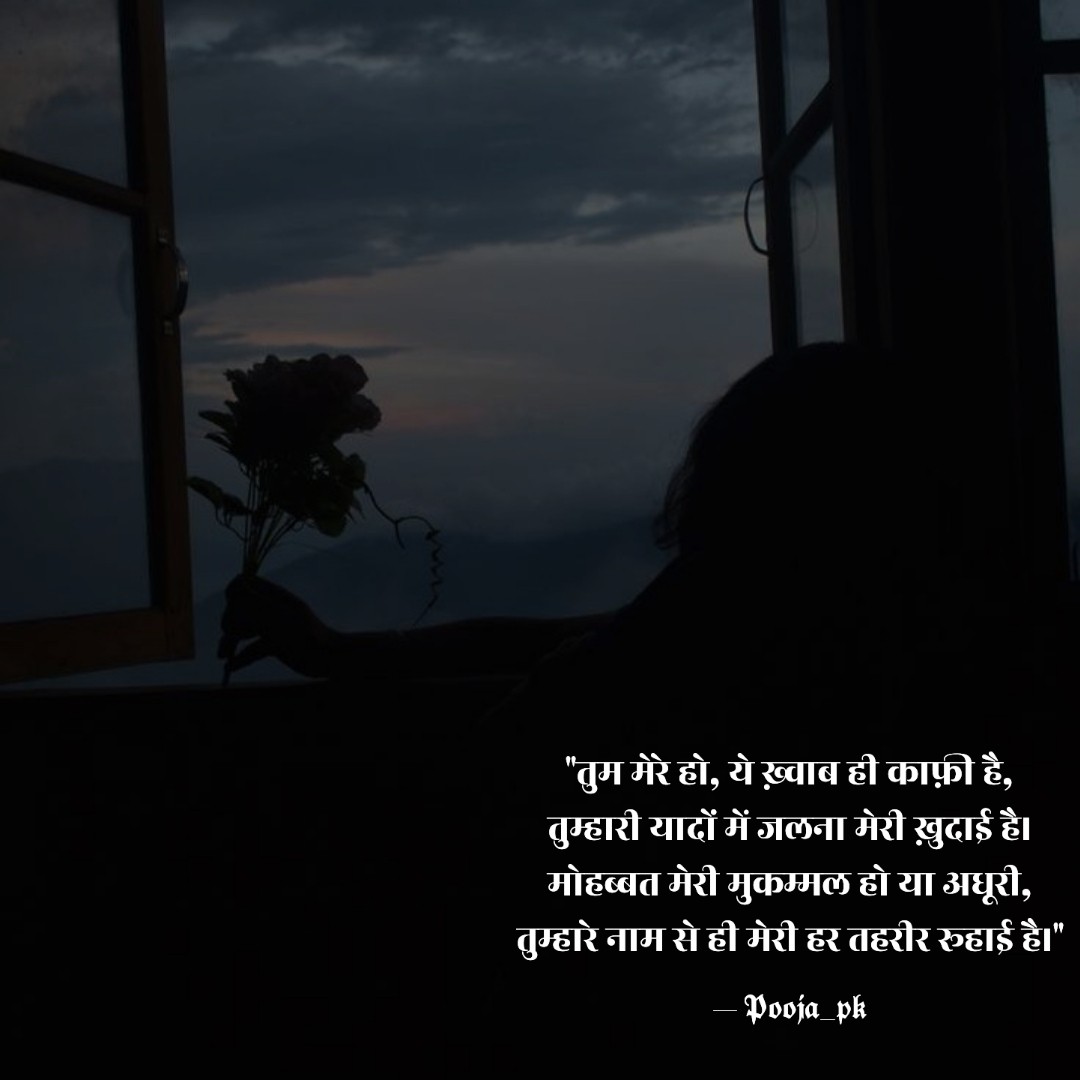 "तुम मेरे हो, ये ख़्वाब ही काफ़ी है,
तुम्हारी यादों में जलना मेरी ख़ुदाई है।
मोहब्बत मेरी मुकम्मल हो या अधूरी,
तुम्हारे नाम से ही मेरी हर तहरीर रूहाई है।"
— Pooja_pk